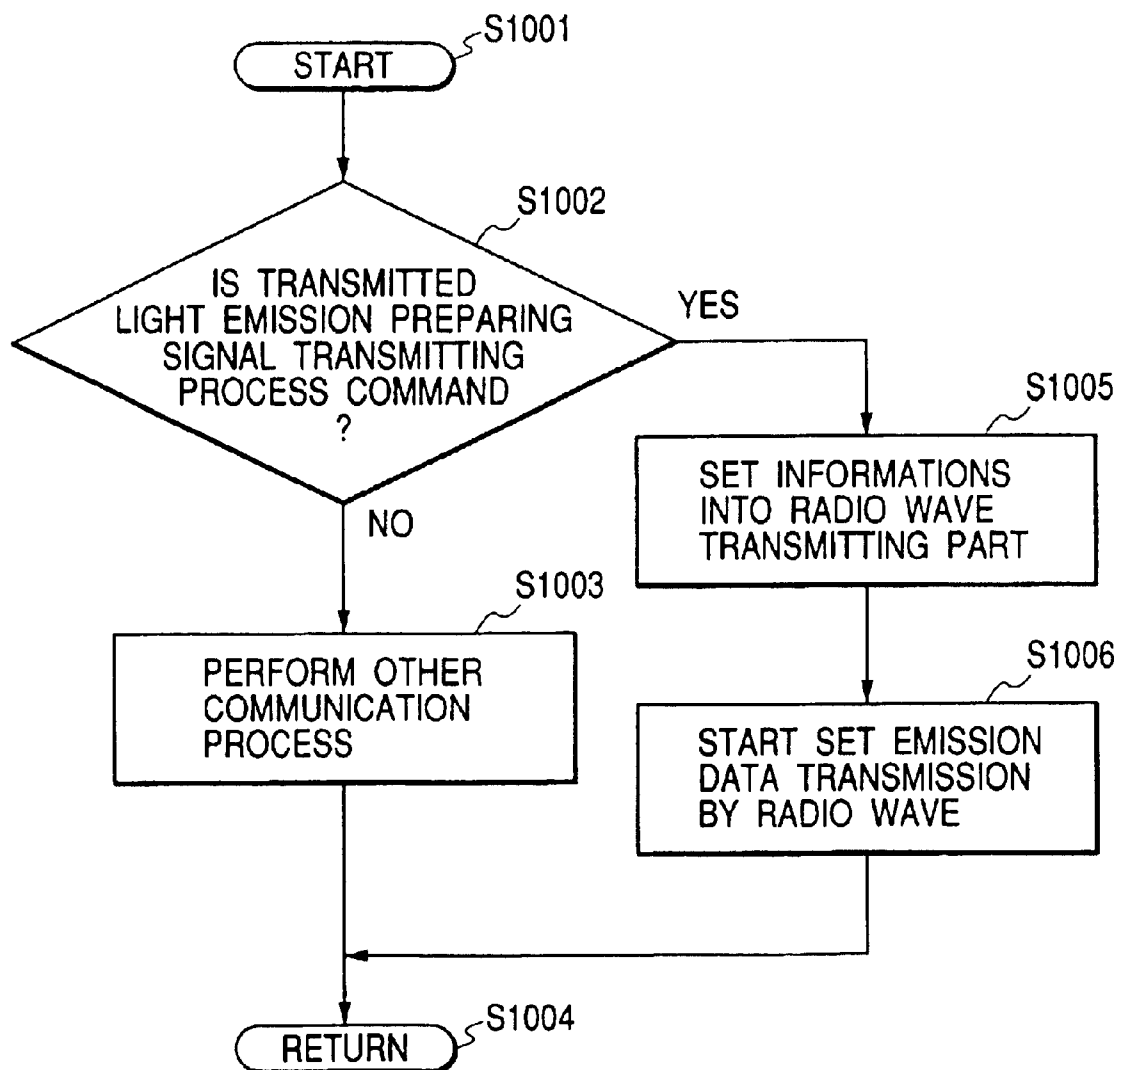 S1001
START
S1002
IS TRANSMITTED
LIGHT EMISSION PREPARING
SIGNAL TRANSMITTING
PROCESS COMMAND
?
YES
NO
S1003
PERFORM OTHER
COMMUNICATION
PROCESS
S1005
SET INFORMATIONS
INTO RADIO WAVE
TRANSMITTING PART
S1006
START SET EMISSION
DATA TRANSMISSION
BY RADIO WAVE
S1004
RETURN